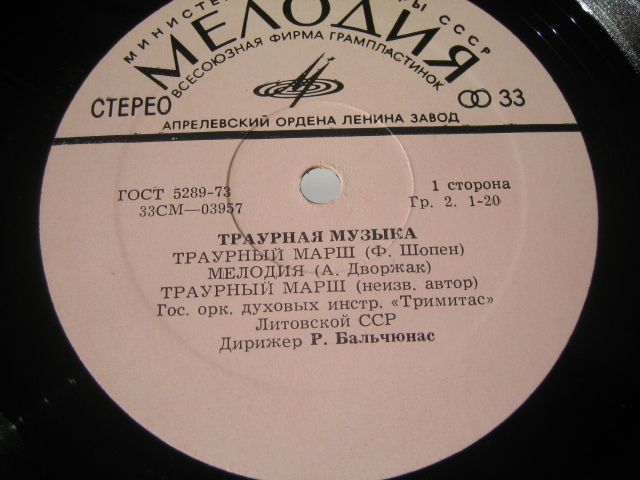 МИНИСТЕ
Ы СССР
МЕЛОДИЯ
ВСЕСОЮЗНАЯ ФИРМА ГРАМПЛАСТИНОК
СТЕРЕО
33
АПРЕЛЕВСКИЙ ОРДЕНА ЛЕНИНА ЗАВОД
ГОСТ 5289-73
1 сторона
33СМ—03957
Гр. 2. 1-20
ТРАУРНАЯ МУЗЫКА
ТРАУРНЫЙ МАРШ (Ф. Шопен)
МЕЛОДИЯ (А. Дворжак)
ТРАУРНЫЙ МАРШ (неизв. автор)
Гос. орк. духовых инстр. «Тримитас»
Литовской ССР
Дирижер Р. Бальчюнас